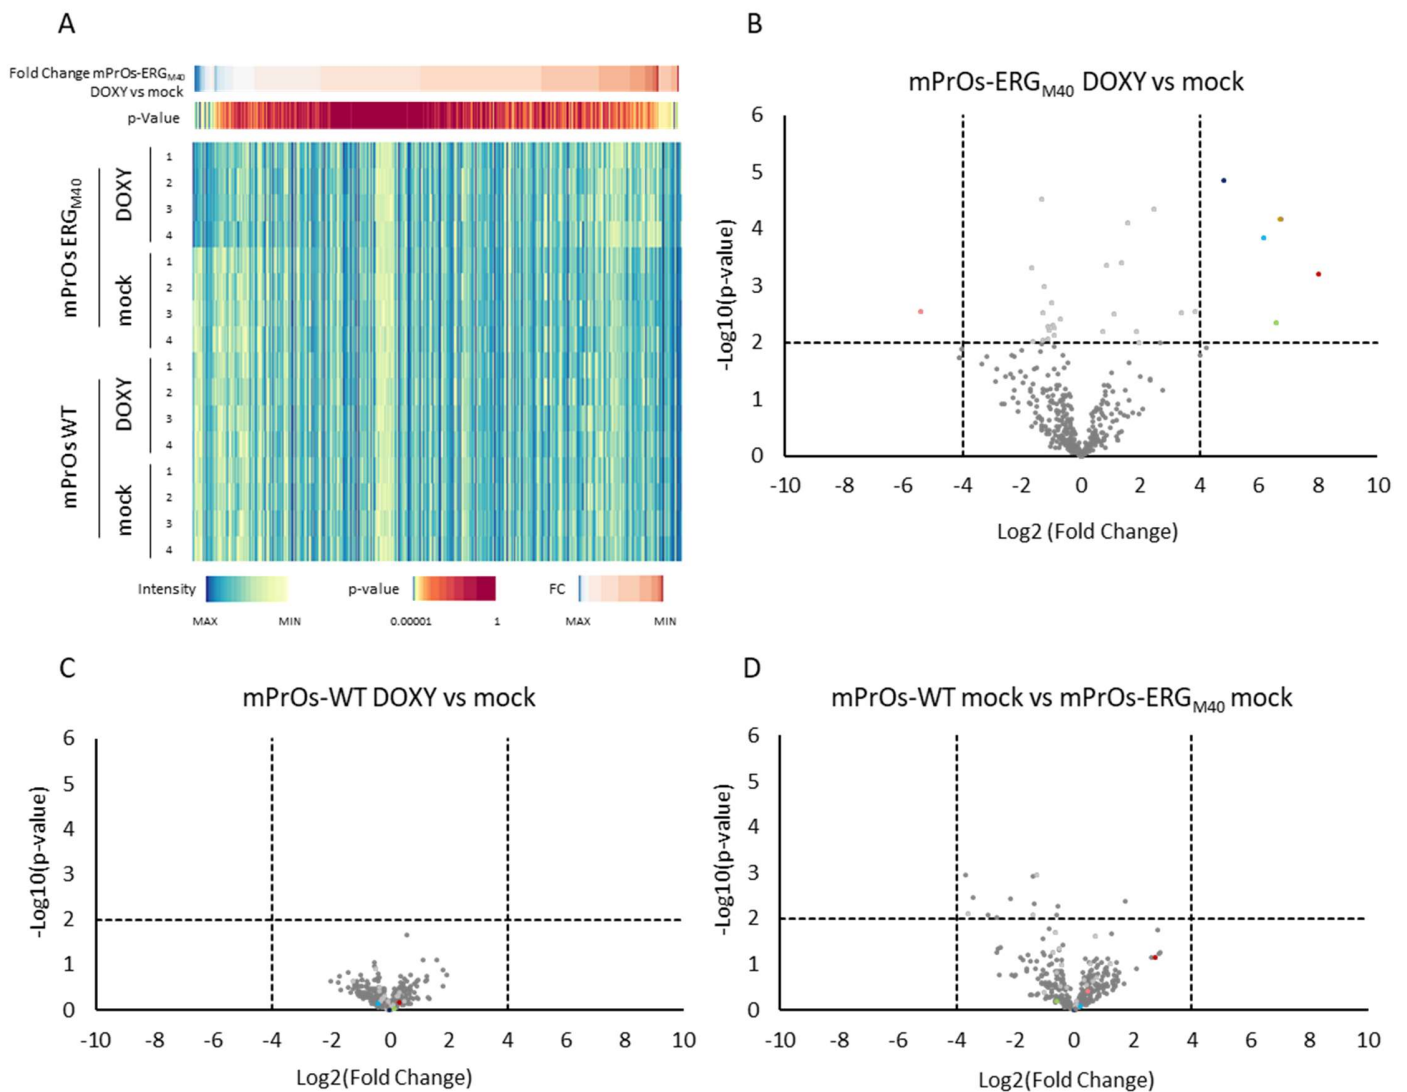 A
Fold Change mPrOs-ERGM40
DOXY vs mock
p-Value
mPrOs ERGM40
DOXY
1
2
3
4
mock
1
2
3
4
mPrOs WT
DOXY
1
2
3
4
mock
1
2
3
4
Intensity
MAX MIN
p-value
0.00001 1
FC
MAX MIN
B
mPrOs-ERGM40 DOXY vs mock
-Log10(p-value)
6
5
4
3
2
1
0
-10 -8 -6 -4 -2 0 2 4 6 8 10
Log2 (Fold Change)
C
mPrOs-WT DOXY vs mock
-Log10(p-value)
6
5
4
3
2
1
0
-10 -8 -6 -4 -2 0 2 4 6 8 10
Log2(Fold Change)
D
mPrOs-WT mock vs mPrOs-ERGM40 mock
-Log10(p-value)
6
5
4
3
2
1
0
-10 -8 -6 -4 -2 0 2 4 6 8 10
Log2(Fold Change)